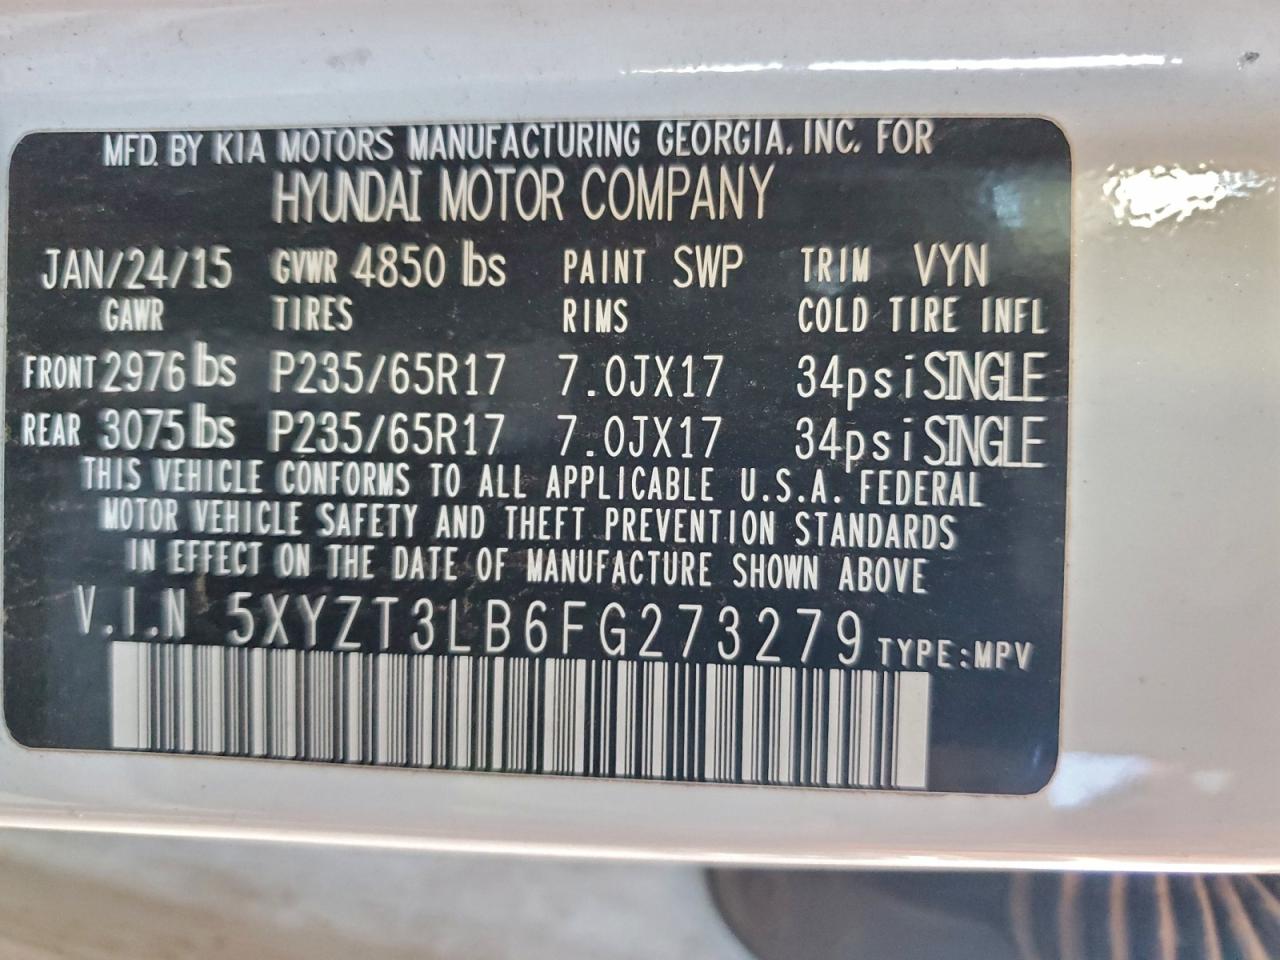 MFD. BY KIA MOTORS MANUFACTURING GEORGIA, INC. FOR
HYUNDAI MOTOR COMPANY
JAN/24/15 GVWR 4850 lbs PAINT SWP TRIM VYN
GAWR TIRES RIMS COLD TIRE INFL
FRONT 2976 lbs P235/65R17 7.0JX17 34psi SINGLE
REAR 3075 lbs P235/65R17 7.0JX17 34psi SINGLE
THIS VEHICLE CONFORMS TO ALL APPLICABLE U.S.A. FEDERAL
MOTOR VEHICLE SAFETY AND THEFT PREVENTION STANDARDS
IN EFFECT ON THE DATE OF MANUFACTURE SHOWN ABOVE
V.I.N 5XYZT3LB6FG273279 TYPE:MPV